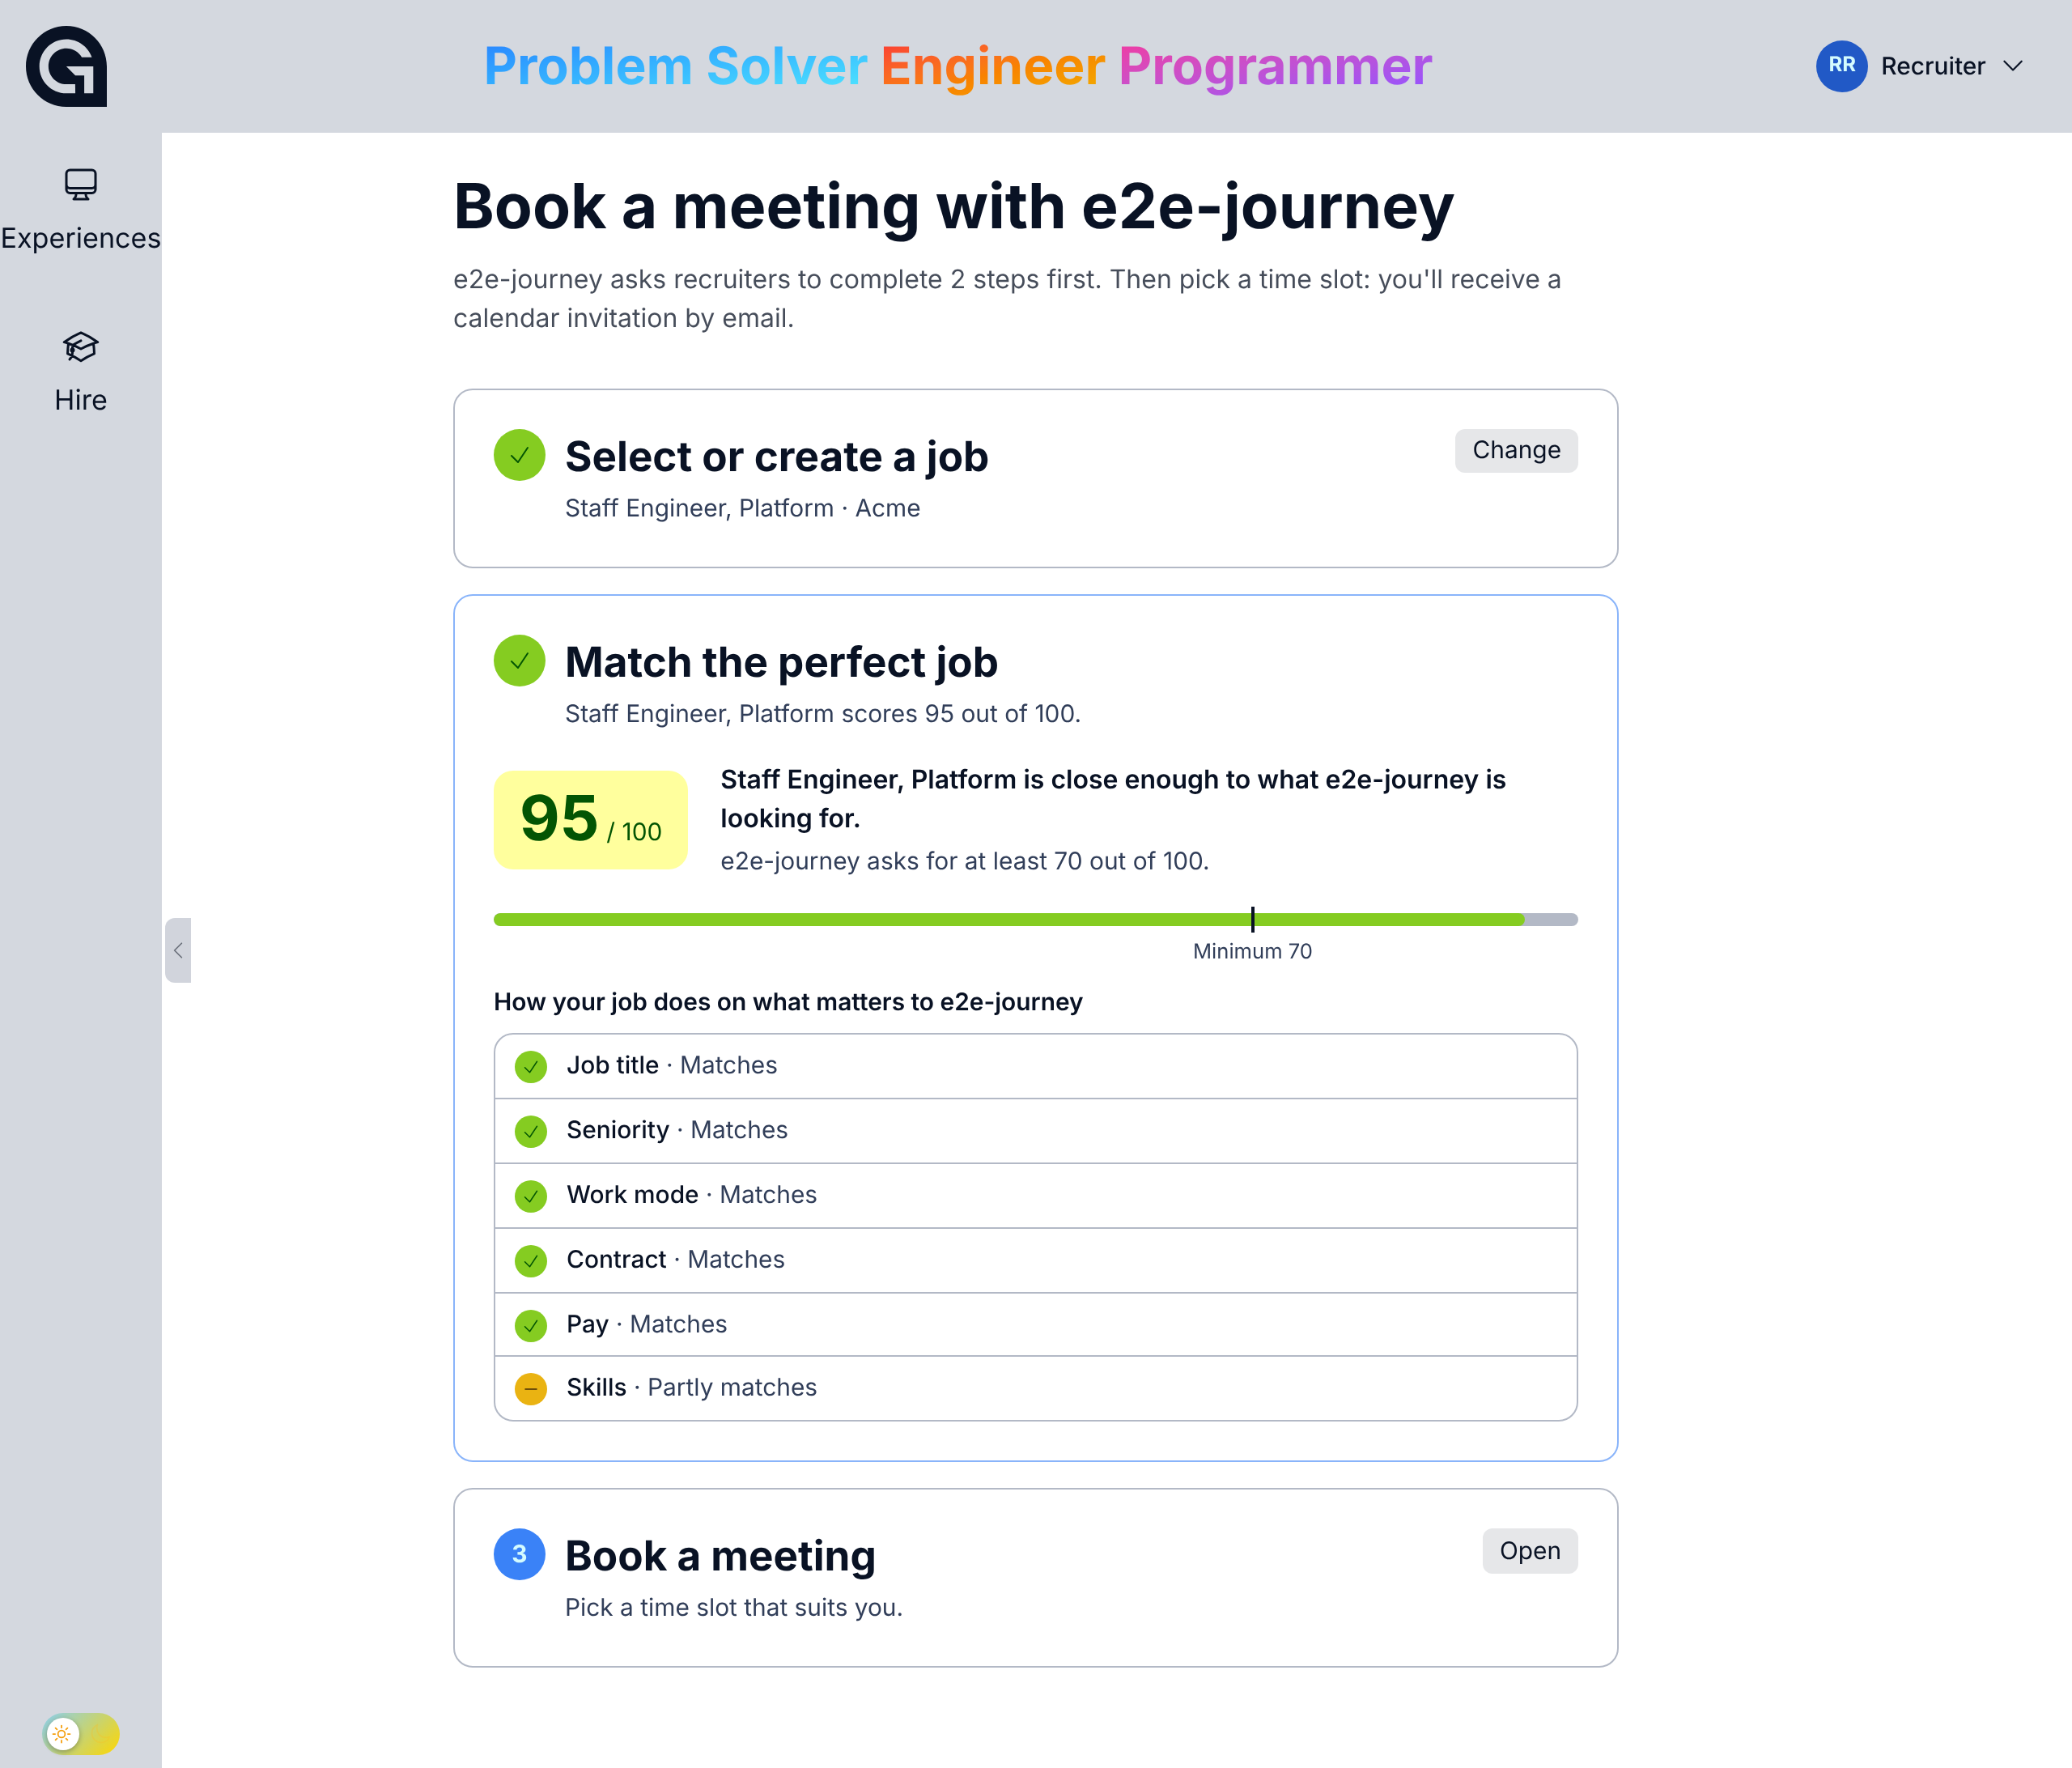 Problem Solver Engineer Programmer
RR
Recruiter
Experiences
Hire
Book a meeting with e2e-journey
e2e-journey asks recruiters to complete 2 steps first. Then pick a time slot: you'll receive a
calendar invitation by email.
Select or create a job
Change
Staff Engineer, Platform · Acme
Match the perfect job
Staff Engineer, Platform scores 95 out of 100.
95 / 100
Staff Engineer, Platform is close enough to what e2e-journey is
looking for.
e2e-journey asks for at least 70 out of 100.
Minimum 70
How your job does on what matters to e2e-journey
Job title · Matches
Seniority · Matches
Work mode · Matches
Contract · Matches
Pay · Matches
Skills · Partly matches
3
Book a meeting
Open
Pick a time slot that suits you.